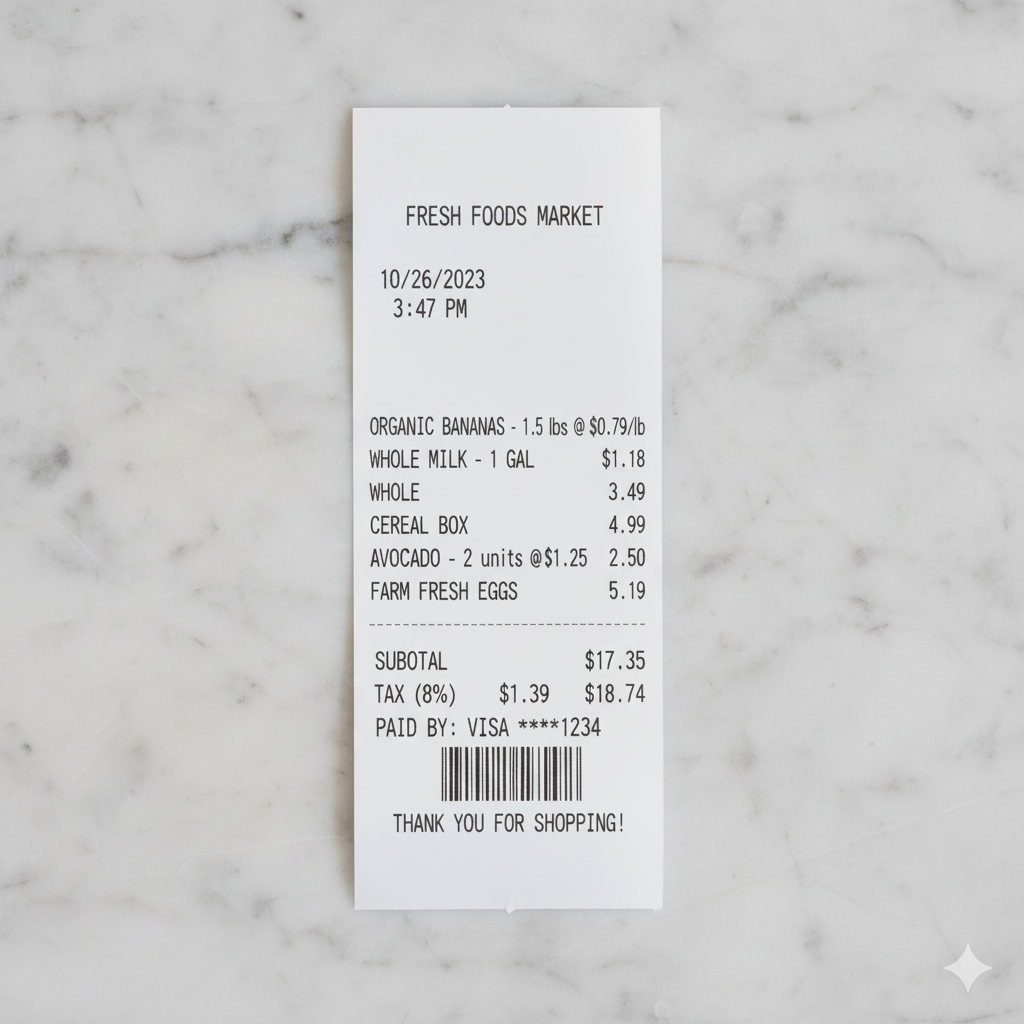 FRESH FOODS MARKET
10/26/2023
3:47 PM
ORGANIC BANANAS - 1.5 lbs @ $0.79/lb
WHOLE MILK - 1 GAL $1.18
WHOLE 3.49
CEREAL BOX 4.99
AVOCADO - 2 units @$1.25 2.50
FARM FRESH EGGS 5.19
SUBOTAL $17.35
TAX (8%) $1.39 $18.74
PAID BY: VISA ****1234
THANK YOU FOR SHOPPING!